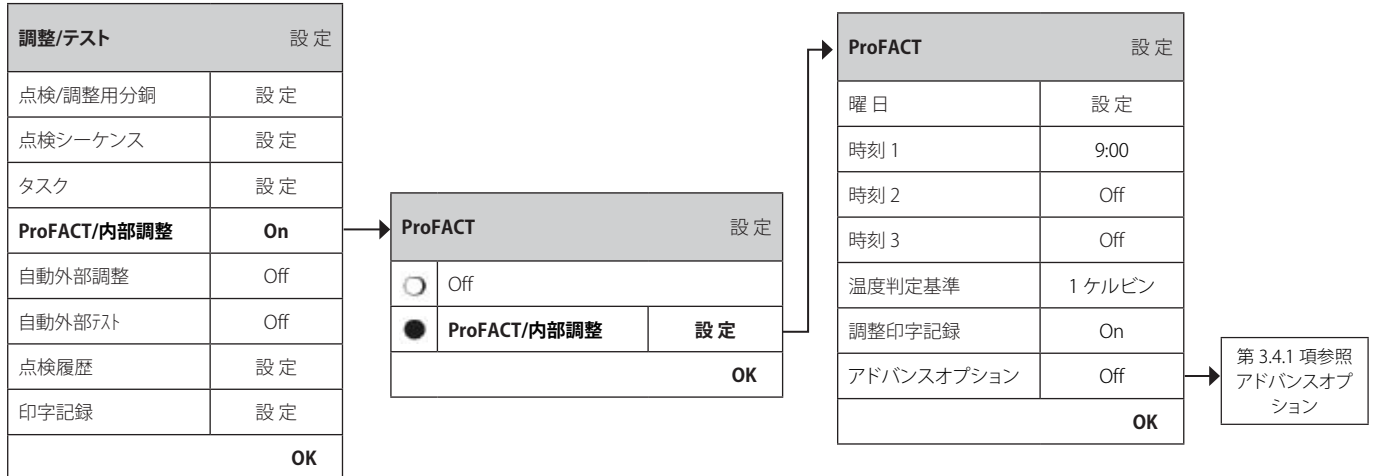 調整/テスト 設定
点検/調整用分銅 設定
点検シーケンス 設定
タスク 設定
ProFACT/内部調整 On
自動外部調整 Off
自動外部ﾃｽﾄ Off
点検履歴 設定
印字記録 設定
OK
ProFACT 設定
Off
ProFACT/内部調整 設定
OK
ProFACT 設定
曜日 設定
時刻 1 9:00
時刻 2 Off
時刻 3 Off
温度判定基準 1 ケルビン
調整印字記録 On
アドバンスオプション Off
OK
第 3.4.1 項参照
アドバンスオプ
ション